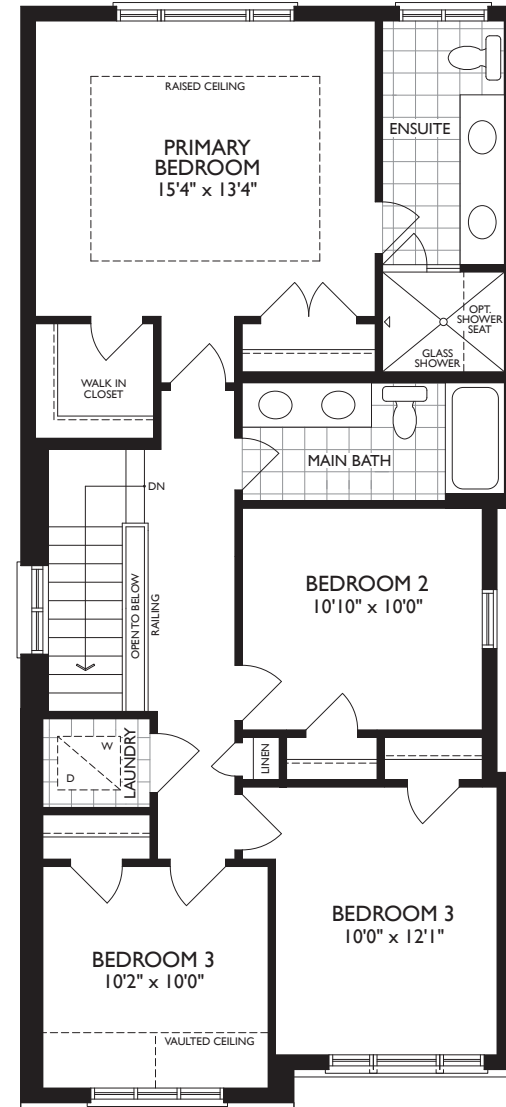 RAISED CEILING
PRIMARY
BEDROOM
15'4" x 13'4"
ENSUITE
OPT.
SHOWER
SEAT
GLASS
SHOWER
WALK IN
CLOSET
MAIN BATH
DN
OPEN TO BELOW
RAILING
BEDROOM 2
10'10" x 10'0"
LAUNDRY
W
D
LINEN
BEDROOM 3
10'0" x 12'1"
BEDROOM 3
10'2" x 10'0"
VAULTED CEILING